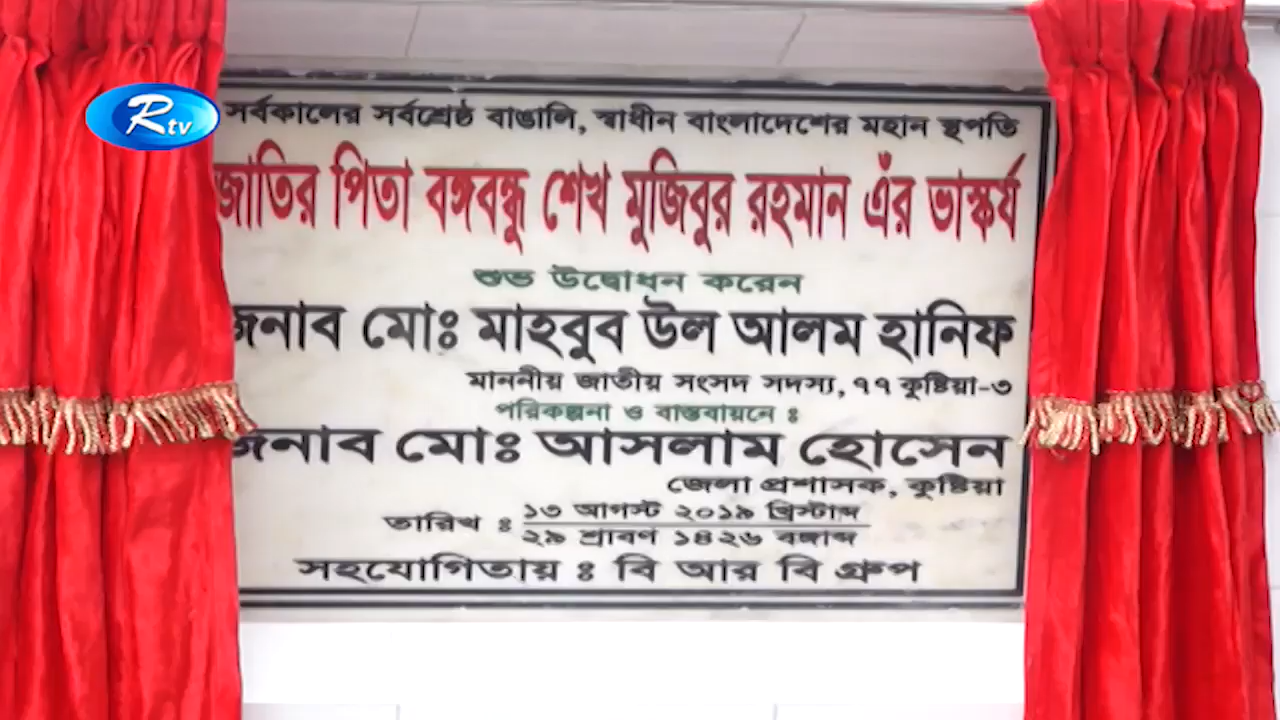 Rtv
সর্বকালের সর্বশ্রেষ্ঠ বাঙালি, স্বাধীন বাংলাদেশের মহান স্থপতি
জাতির পিতা বঙ্গবন্ধু শেখ মুজিবুর রহমান এঁর ভাস্কর্য
শুভ উদ্বোধন করেন
জনাব মোঃ মাহবুব উল আলম হানিফ
মাননীয় জাতীয় সংসদ সদস্য, ৭৭ কুষ্টিয়া-৩
পরিকল্পনা ও বাস্তবায়নে ঃ
জনাব মোঃ আসলাম হোসেন
জেলা প্রশাসক, কুষ্টিয়া
তারিখ ঃ ১৩ আগস্ট ২০১৯ খ্রিস্টাব্দ
২৯ শ্রাবণ ১৪২৬ বঙ্গাব্দ
সহযোগিতায় ঃ বি আর বি গ্রুপ